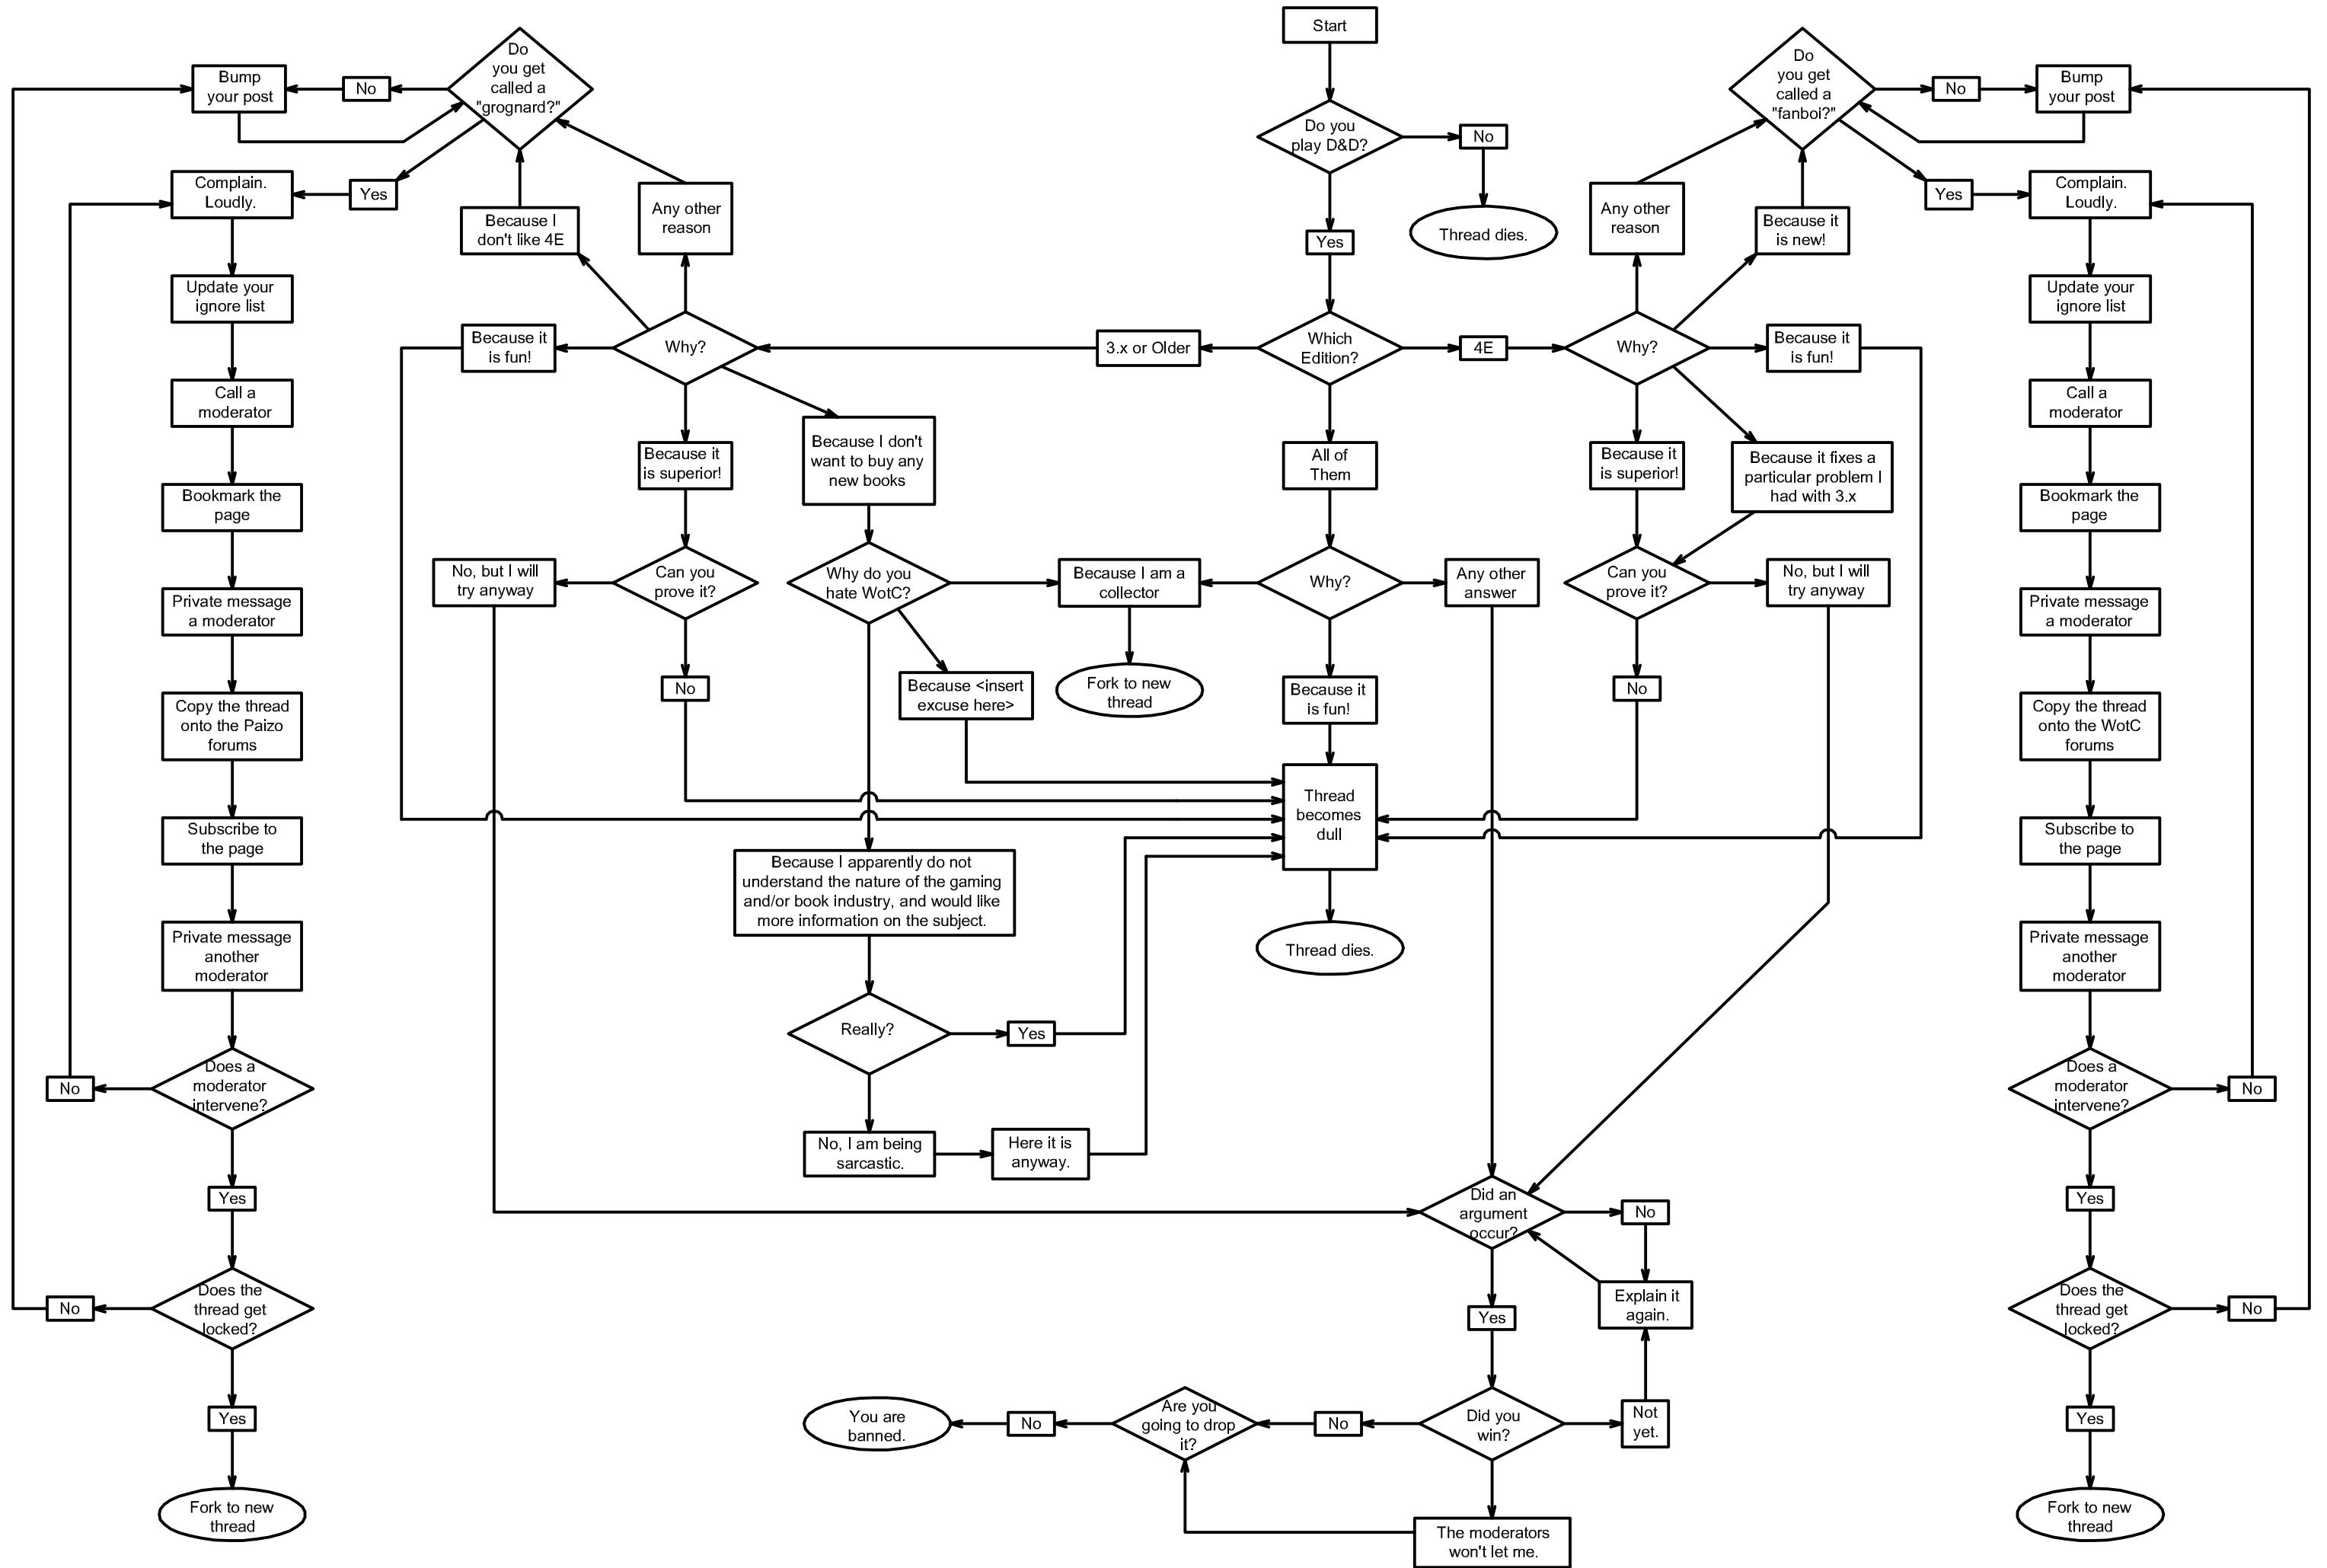 Start
Do you
play D&D?
No
Thread dies.
Yes
Which
Edition?
3.x or Older
4E
All of
Them
Why?
Because I am a
collector
Fork to new
thread
Any other
answer
Because it
is fun!
Thread
becomes
dull
Thread dies.
Why?
Because it
is fun!
Because I
don't like 4E
Any other
reason
Because it
is superior!
Because I don't
want to buy any
new books
Can you
prove it?
No, but I will
try anyway
No
Why do you
hate WotC?
Because <insert
excuse here>
Because I apparently do not
understand the nature of the gaming
and/or book industry, and would like
more information on the subject.
Really?
Yes
No, I am being
sarcastic.
Here it is
anyway.
Do
you get
called a
"grognard?"
No
Bump
your post
Yes
Complain.
Loudly.
Update your
ignore list
Call a
moderator
Bookmark the
page
Private message
a moderator
Copy the thread
onto the Paizo
forums
Subscribe to
the page
Private message
another
moderator
Does a
moderator
intervene?
No
Yes
Does the
thread get
locked?
No
Yes
Fork to new
thread
Why?
Any other
reason
Because it
is new!
Because it
is fun!
Because it
is superior!
Because it fixes a
particular problem I
had with 3.x
Can you
prove it?
No, but I will
try anyway
No
Do
you get
called a
"fanboi?"
No
Bump
your post
Yes
Complain.
Loudly.
Update your
ignore list
Call a
moderator
Bookmark the
page
Private message
a moderator
Copy the thread
onto the WotC
forums
Subscribe to
the page
Private message
another
moderator
Does a
moderator
intervene?
No
Yes
Does the
thread get
locked?
No
Yes
Fork to new
thread
Did an
argument
occur?
No
Explain it
again.
Yes
Did you
win?
Not
yet.
No
Are you
going to drop
it?
No
You are
banned.
The moderators
won't let me.